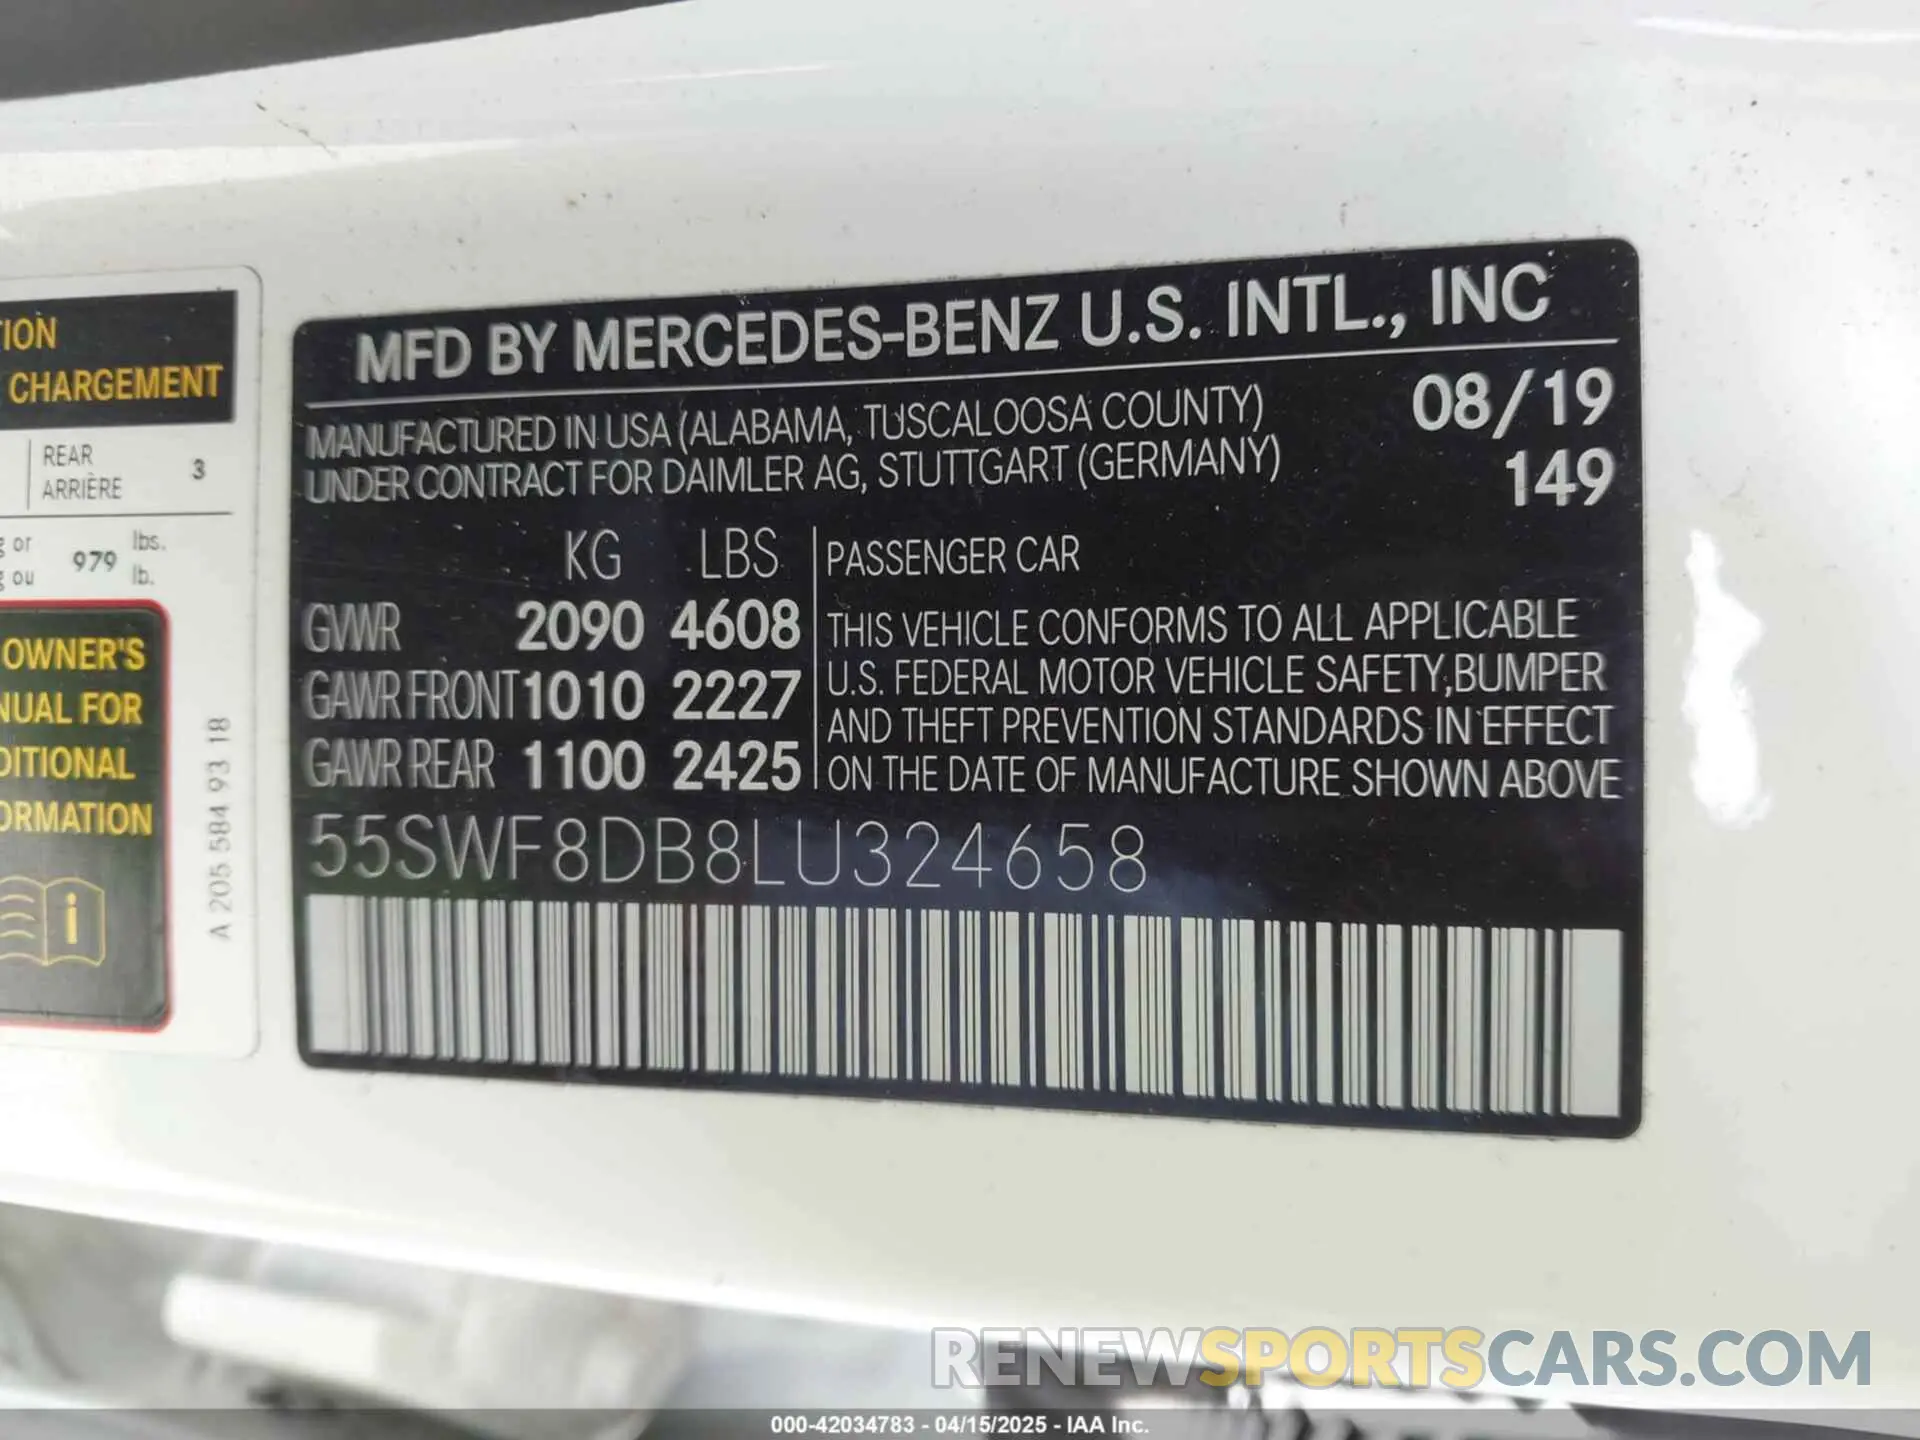 TION
CHARGEMENT
REAR
ARRIÈRE
3
g or
g ou
979
lbs.
lb.
OWNER'S
NUAL FOR
DITIONAL
ORMATION
i
A 205 584 93 18
MFD BY MERCEDES-BENZ U.S. INTL., INC
MANUFACTURED IN USA (ALABAMA, TUSCALOOSA COUNTY)
UNDER CONTRACT FOR DAIMLER AG, STUTTGART (GERMANY)
08/19
149
KG LBS
GVWR 2090 4608
GAWR FRONT 1010 2227
GAWR REAR 1100 2425
PASSENGER CAR
THIS VEHICLE CONFORMS TO ALL APPLICABLE
U.S. FEDERAL MOTOR VEHICLE SAFETY,BUMPER
AND THEFT PREVENTION STANDARDS IN EFFECT
ON THE DATE OF MANUFACTURE SHOWN ABOVE
55SWF8DB8LU324658
RENEWSPORTSCARS.COM
000-42034783 - 04/15/2025 - IAA Inc.